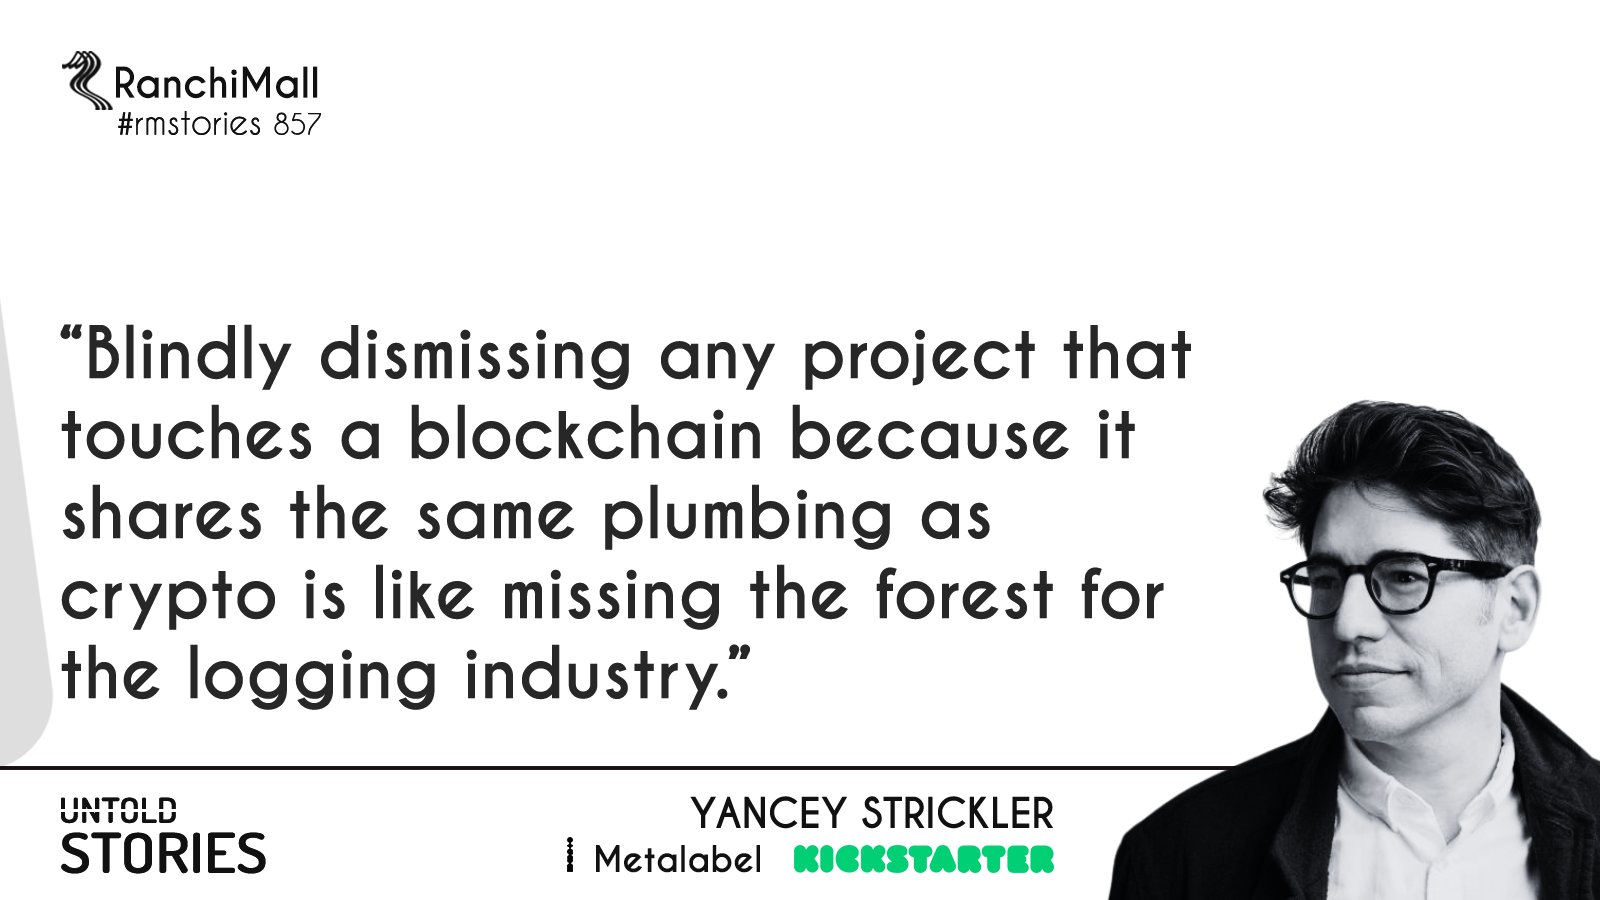 RanchiMall
#rmstories 857
“Blindly dismissing any project that
touches a blockchain because it
shares the same plumbing as
crypto is like missing the forest for
the logging industry.”
UNTOLD
STORIES
YANCEY STRICKLER
Metalabel KICKSTARTER